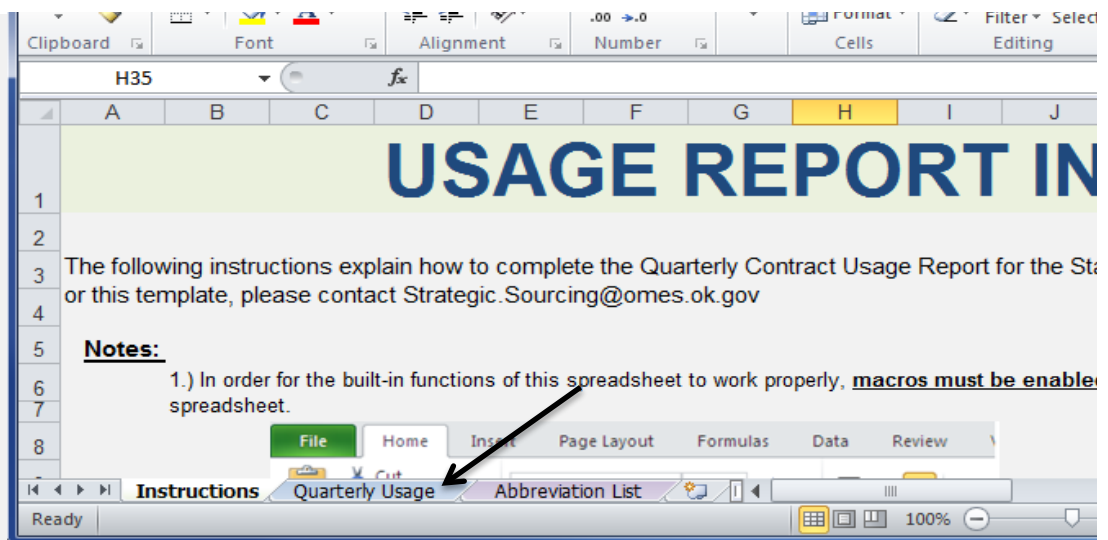 .00 .0 Format Filter Select
Clipboard Font Alignment Number Cells Editing
H35 fx
A B C D E F G H I J
1 USAGE REPORT IN
2
3 The following instructions explain how to complete the Quarterly Contract Usage Report for the Sta
4 or this template, please contact Strategic.Sourcing@omes.ok.gov
5 Notes:
6 1.) In order for the built-in functions of this spreadsheet to work properly, macros must be enabled
7 spreadsheet.
8 File Home Insert Page Layout Formulas Data Review
Cut
Instructions Quarterly Usage Abbreviation List
Ready 100%